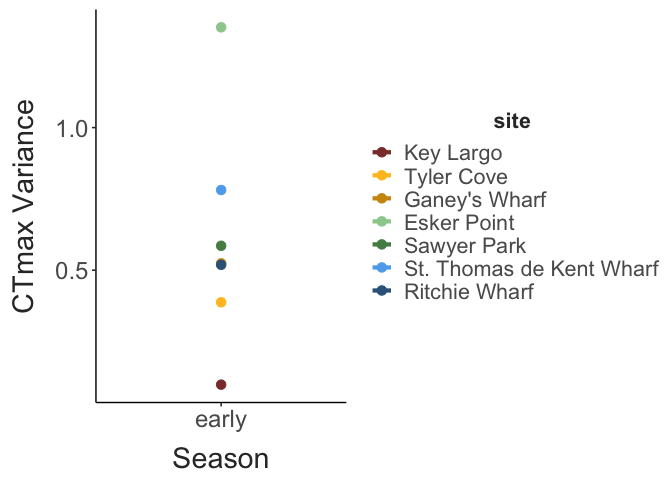 CTmax Variance
1.0
0.5
early
Season
site
Key Largo
Tyler Cove
Ganey's Wharf
Esker Point
Sawyer Park
St. Thomas de Kent Wharf
Ritchie Wharf